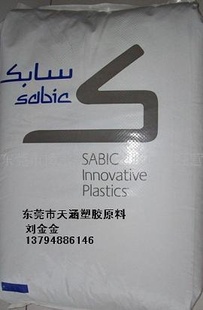 سابك
sabic
SABIC
Innovative
Plastics
东莞市天涵塑胶原料
刘金金
13794886146